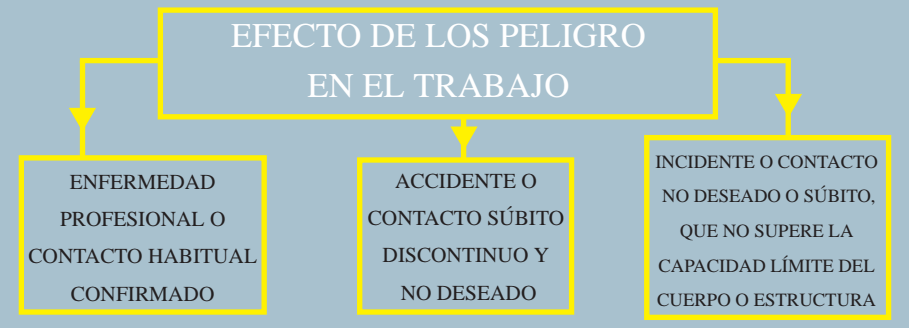 EFECTO DE LOS PELIGRO
EN EL TRABAJO
ENFERMEDAD
PROFESIONAL O
CONTACTO HABITUAL
CONFIRMADO
ACCIDENTE O
CONTACTO SÚBITO
DISCONTINUO Y
NO DESEADO
INCIDENTE O CONTACTO
NO DESEADO O SÚBITO,
QUE NO SUPERE LA
CAPACIDAD LÍMITE DEL
CUERPO O ESTRUCTURA